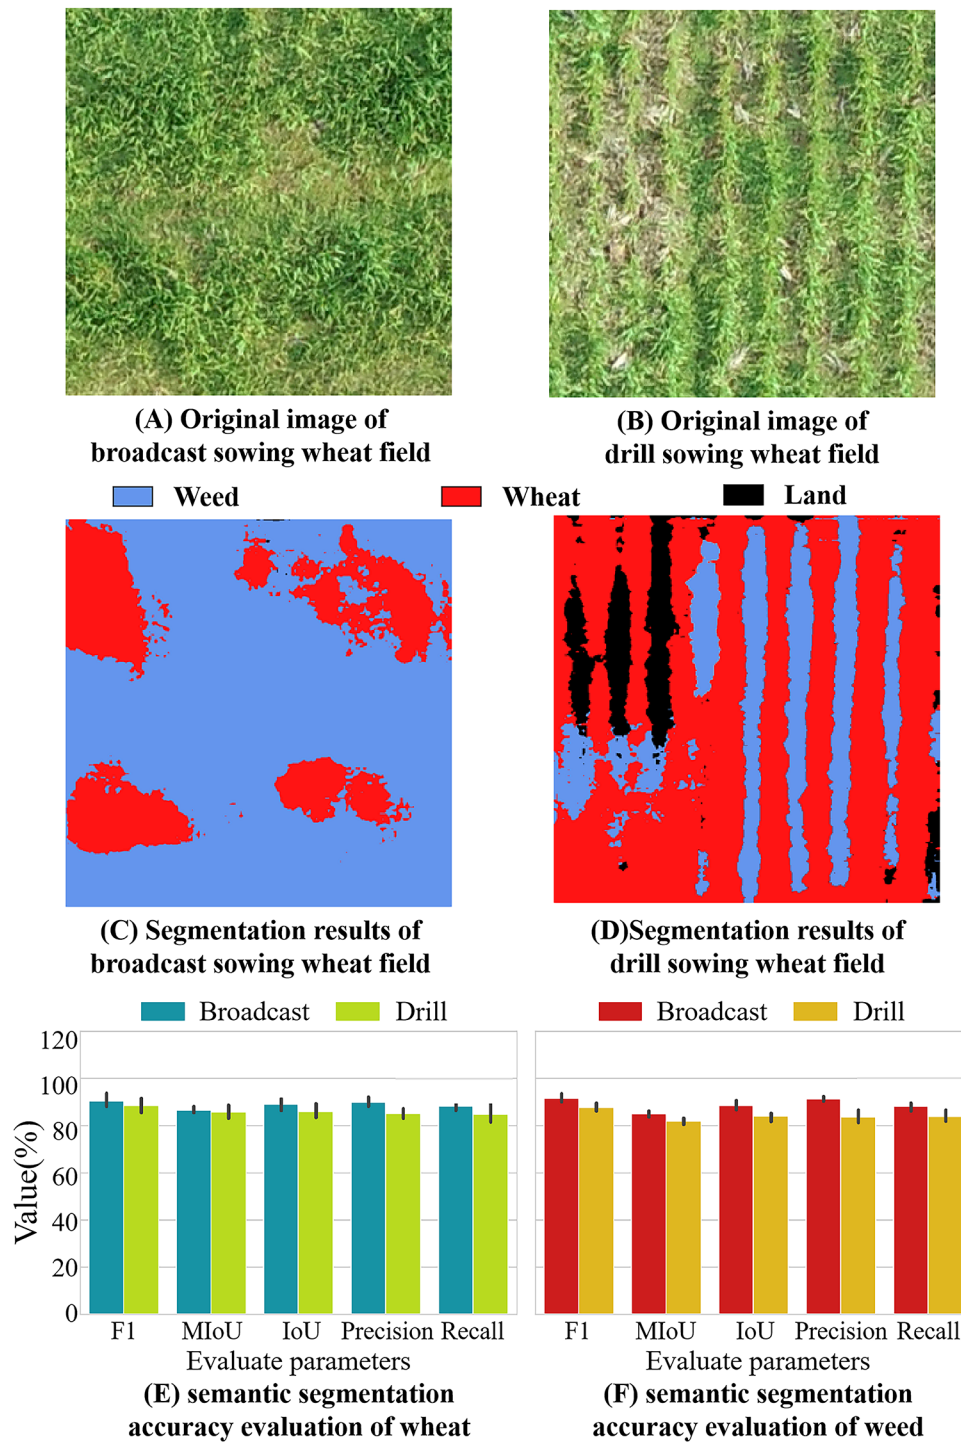 (A) Original image of
broadcast sowing wheat field
(B) Original image of
drill sowing wheat field
Weed Wheat Land
(C) Segmentation results of
broadcast sowing wheat field
(D)Segmentation results of
drill sowing wheat field
Broadcast Drill
120
100
80
60
40
20
0
Value(%)
F1 MIoU IoU Precision Recall
Evaluate parameters
(E) semantic segmentation
accuracy evaluation of wheat
Broadcast Drill
F1 MIoU IoU Precision Recall
Evaluate parameters
(F) semantic segmentation
accuracy evaluation of weed